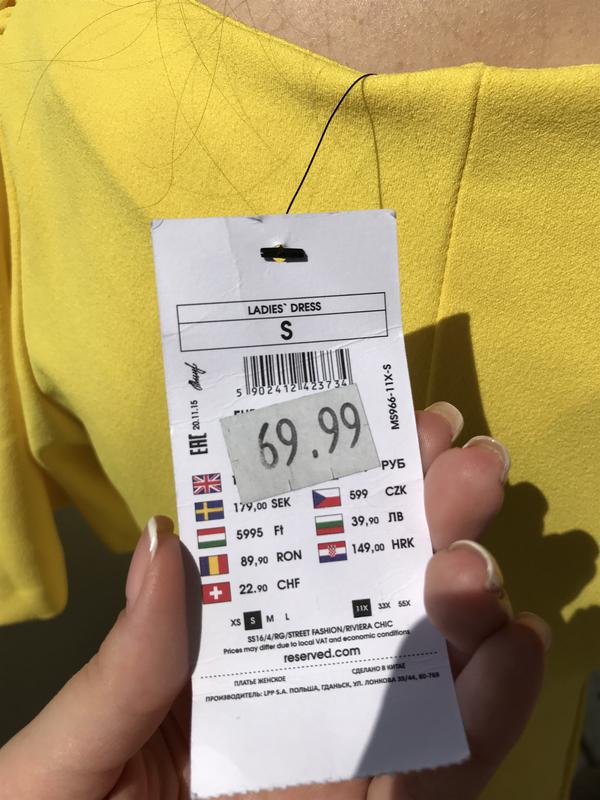 LADIES` DRESS
S
5 902412 423734
MS966-11X-S
EAC 20.11.15
69.99
РУБ
179,00 SEK
599 CZK
5995 Ft
39,90 ЛВ
89,90 RON
149,00 HRK
22.90 CHF
XS S M L 11X 33X 55X
SS16/4/RG/STREET FASHION/RIVIERA CHIC
Prices may differ due to local VAT and economic conditions
reserved.com
ПЛАТЬЕ ЖЕНСКОЕ СДЕЛАНО В КИТАЕ
ПРОИЗВОДИТЕЛЬ: LPP S.A. ПОЛЬША, ГДАНЬСК, УЛ. ЛОНКОВА 39/44, 80-769